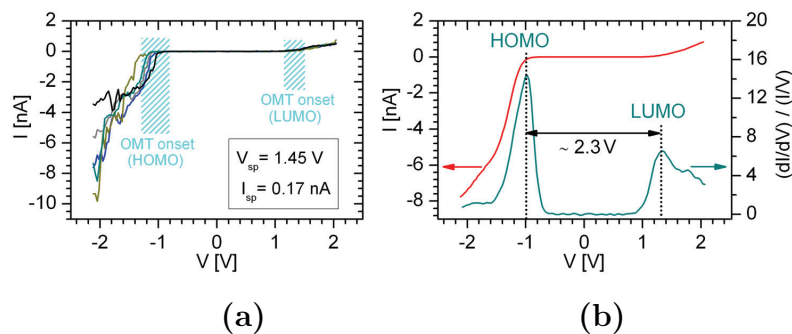 I [nA]
0
-2
-4
-6
-8
-10
OMT onset
(HOMO)
OMT onset
(LUMO)
V_sp = 1.45 V
I_sp = 0.17 nA
-2 -1 0 1 2
V [V]
(a)
I [nA]
2
0
-2
-4
-6
-8
HOMO
LUMO
~ 2.3 V
20
16
12
8
4
0
(dI/dV) / (I/V)
-2 -1 0 1 2
V [V]
(b)